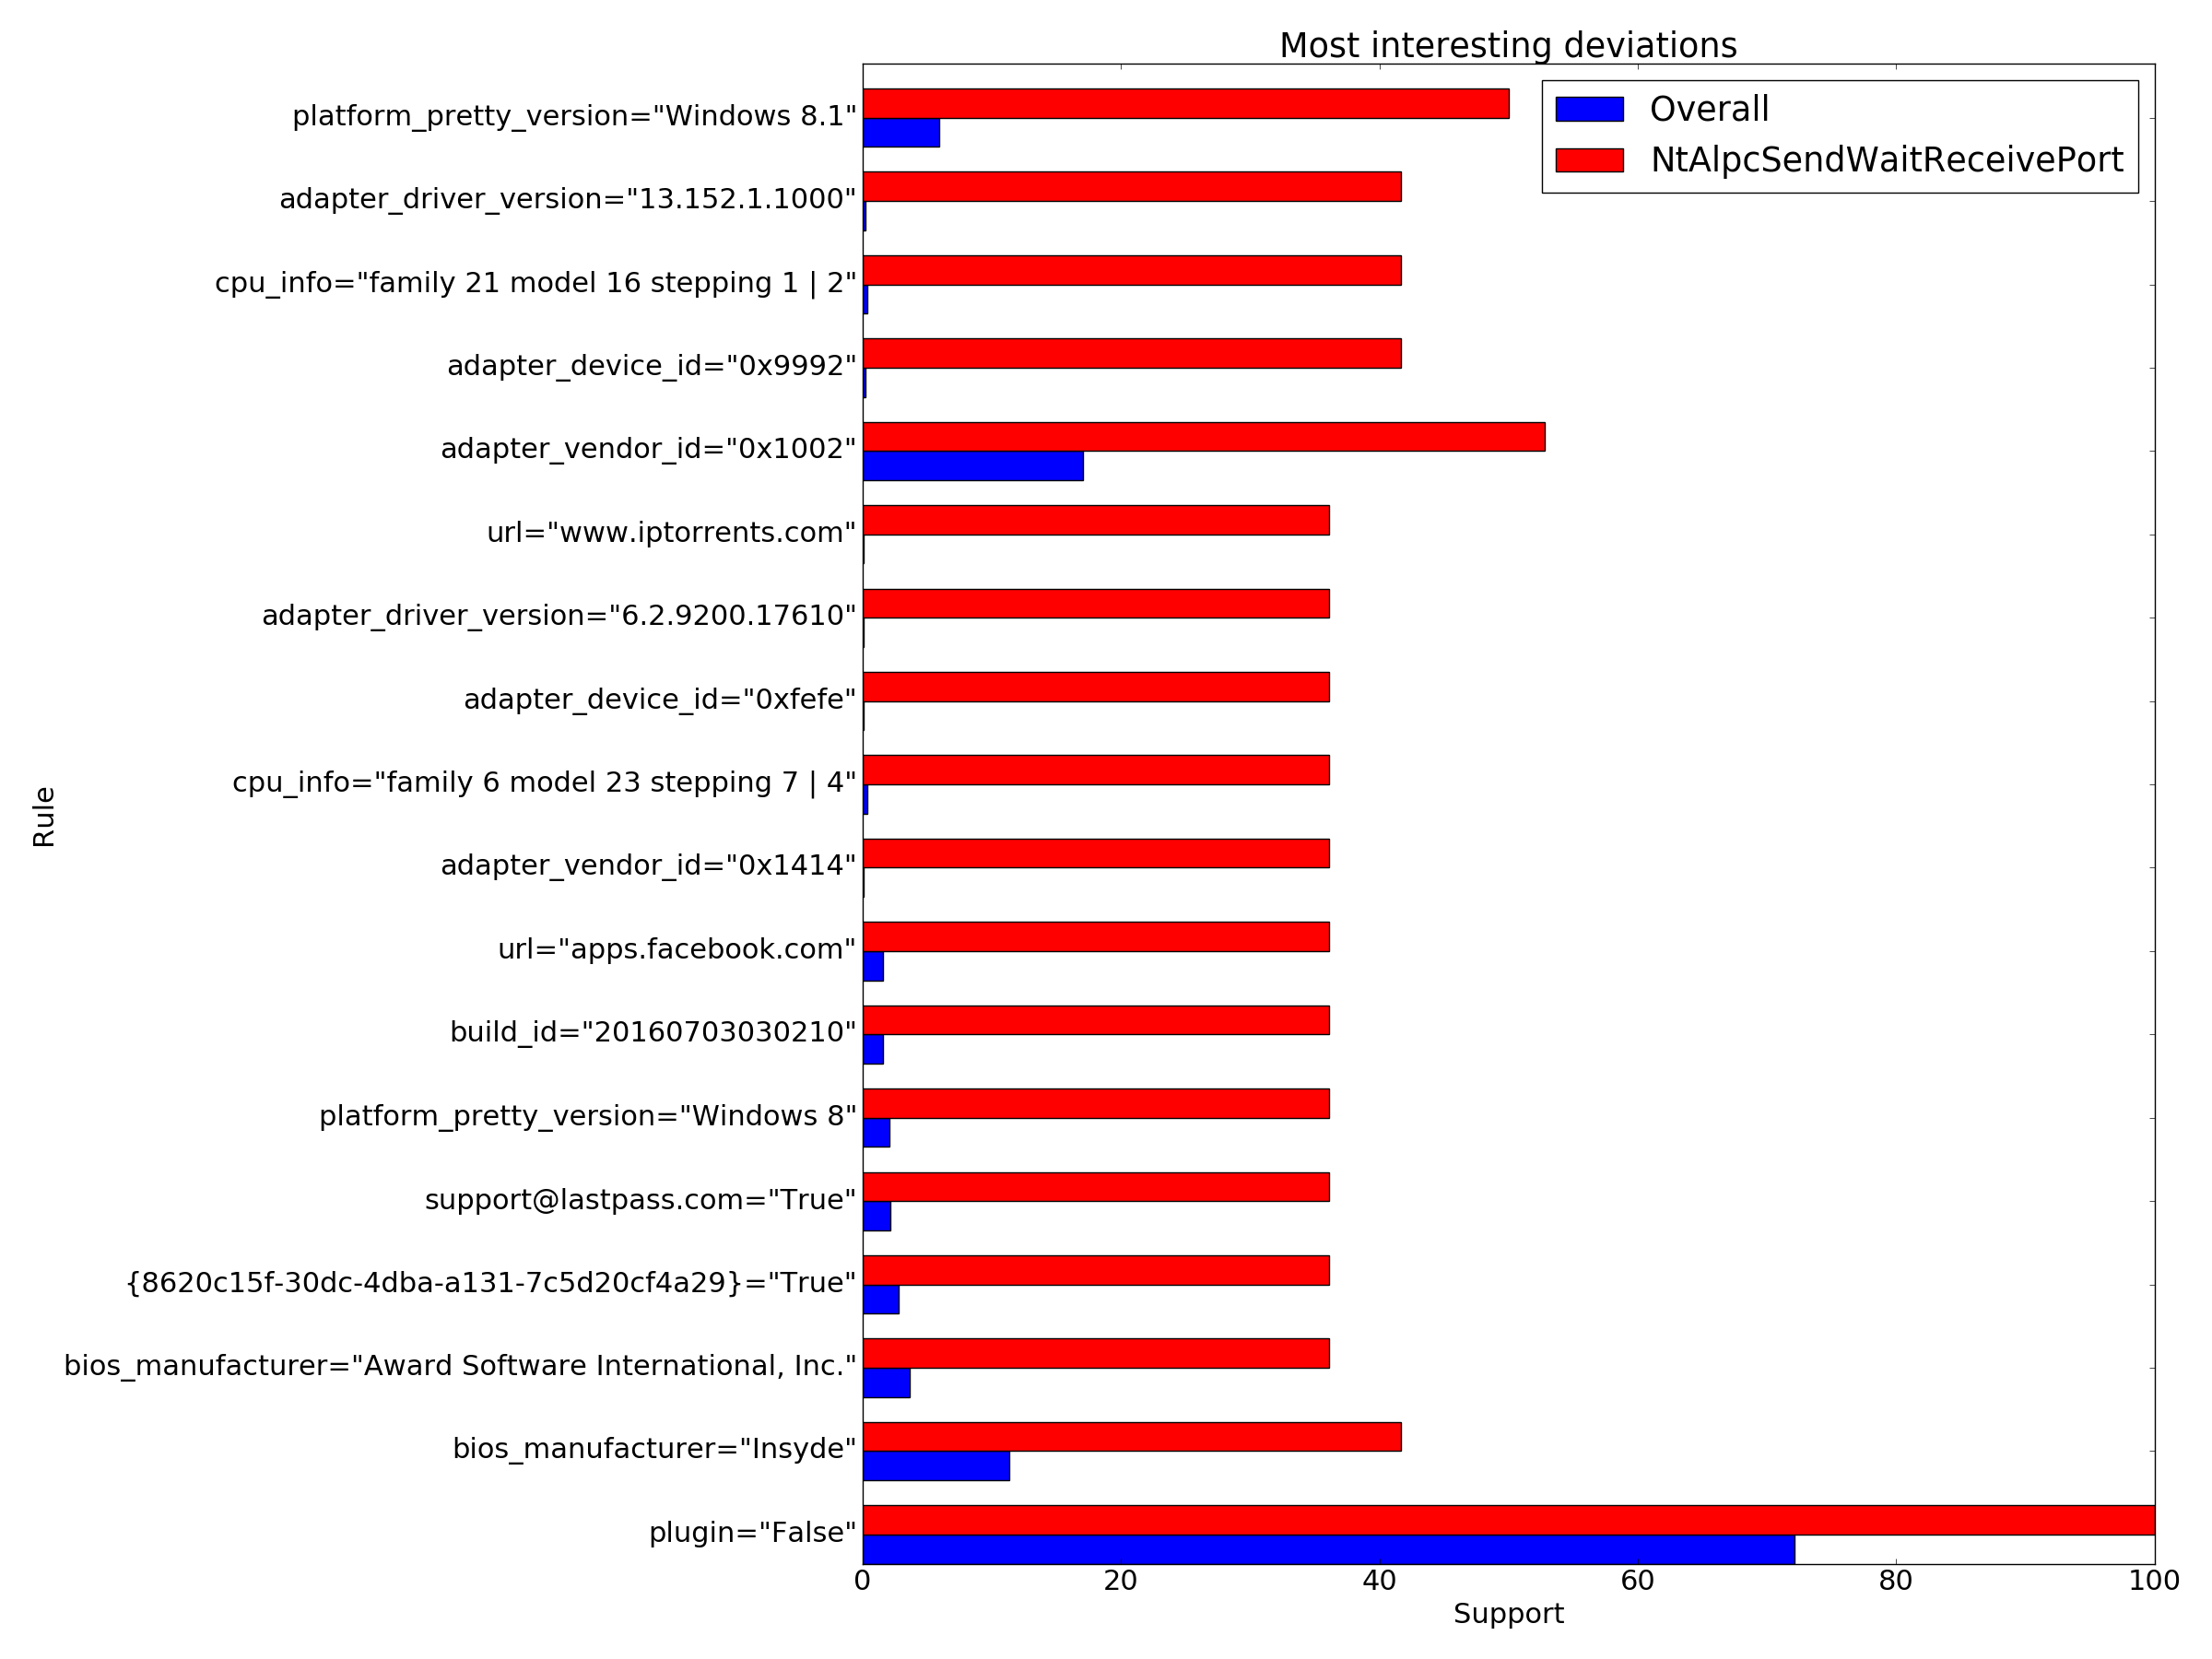 Most interesting deviations
Overall
NtAlpcSendWaitReceivePort
platform_pretty_version="Windows 8.1"
adapter_driver_version="13.152.1.1000"
cpu_info="family 21 model 16 stepping 1 | 2"
adapter_device_id="0x9992"
adapter_vendor_id="0x1002"
url="www.iptorrents.com"
adapter_driver_version="6.2.9200.17610"
adapter_device_id="0xfefe"
cpu_info="family 6 model 23 stepping 7 | 4"
adapter_vendor_id="0x1414"
url="apps.facebook.com"
build_id="20160703030210"
platform_pretty_version="Windows 8"
support@lastpass.com="True"
{8620c15f-30dc-4dba-a131-7c5d20cf4a29}="True"
bios_manufacturer="Award Software International, Inc."
bios_manufacturer="Insyde"
plugin="False"
Rule
0 20 40 60 80 100
Support